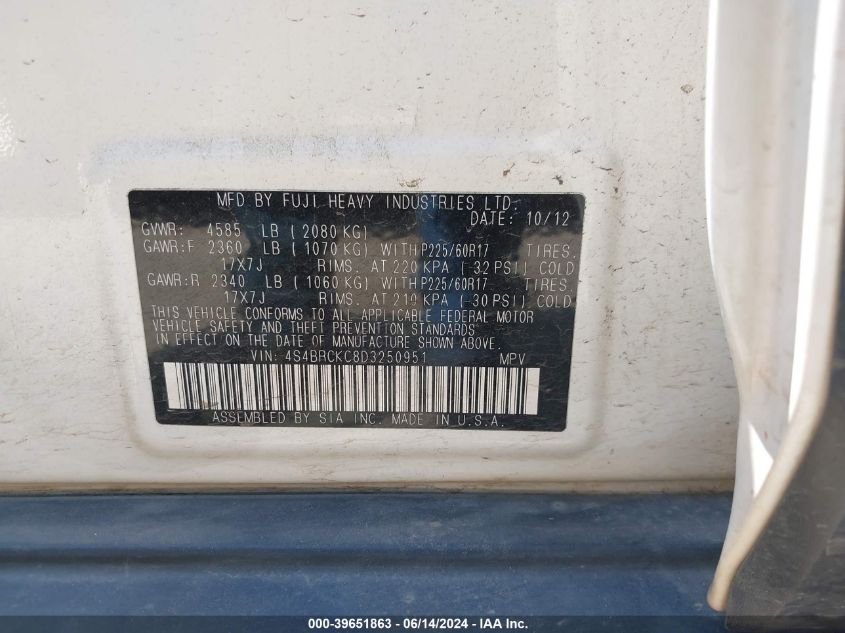 MFD BY FUJI HEAVY INDUSTRIES LTD.
DATE: 10/12
GVWR: 4585 LB ( 2080 KG)
GAWR:F 2360 LB ( 1070 KG) WITH P225/60R17 TIRES.
17X7J RIMS. AT 220 KPA ( 32 PSI) COLD
GAWR:R 2340 LB ( 1060 KG) WITH P225/60R17 TIRES.
17X7J RIMS. AT 210 KPA ( 30 PSI) COLD
THIS VEHICLE CONFORMS TO ALL APPLICABLE FEDERAL MOTOR
VEHICLE SAFETY AND THEFT PREVENTION STANDARDS
IN EFFECT ON THE DATE OF MANUFACTURE SHOWN ABOVE.
VIN: 4S4BRCKC8D3250951 MPV
ASSEMBLED BY SIA INC. MADE IN U.S.A.
000-39651863 - 06/14/2024 - IAAI.com